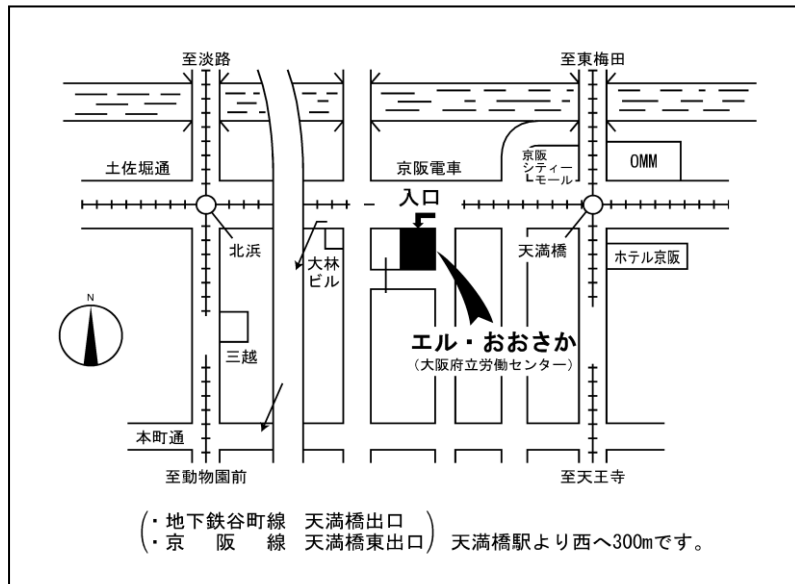 至淡路
至東梅田
土佐堀通
京阪電車
京阪
シティー
モール
OMM
入口
北浜
大林
ビル
天満橋
ホテル京阪
N
三越
エル・おおさか
（大阪府立労働センター）
本町通
至動物園前
至天王寺
・地下鉄谷町線 天満橋出口
・京阪線 天満橋東出口
天満橋駅より西へ300mです。